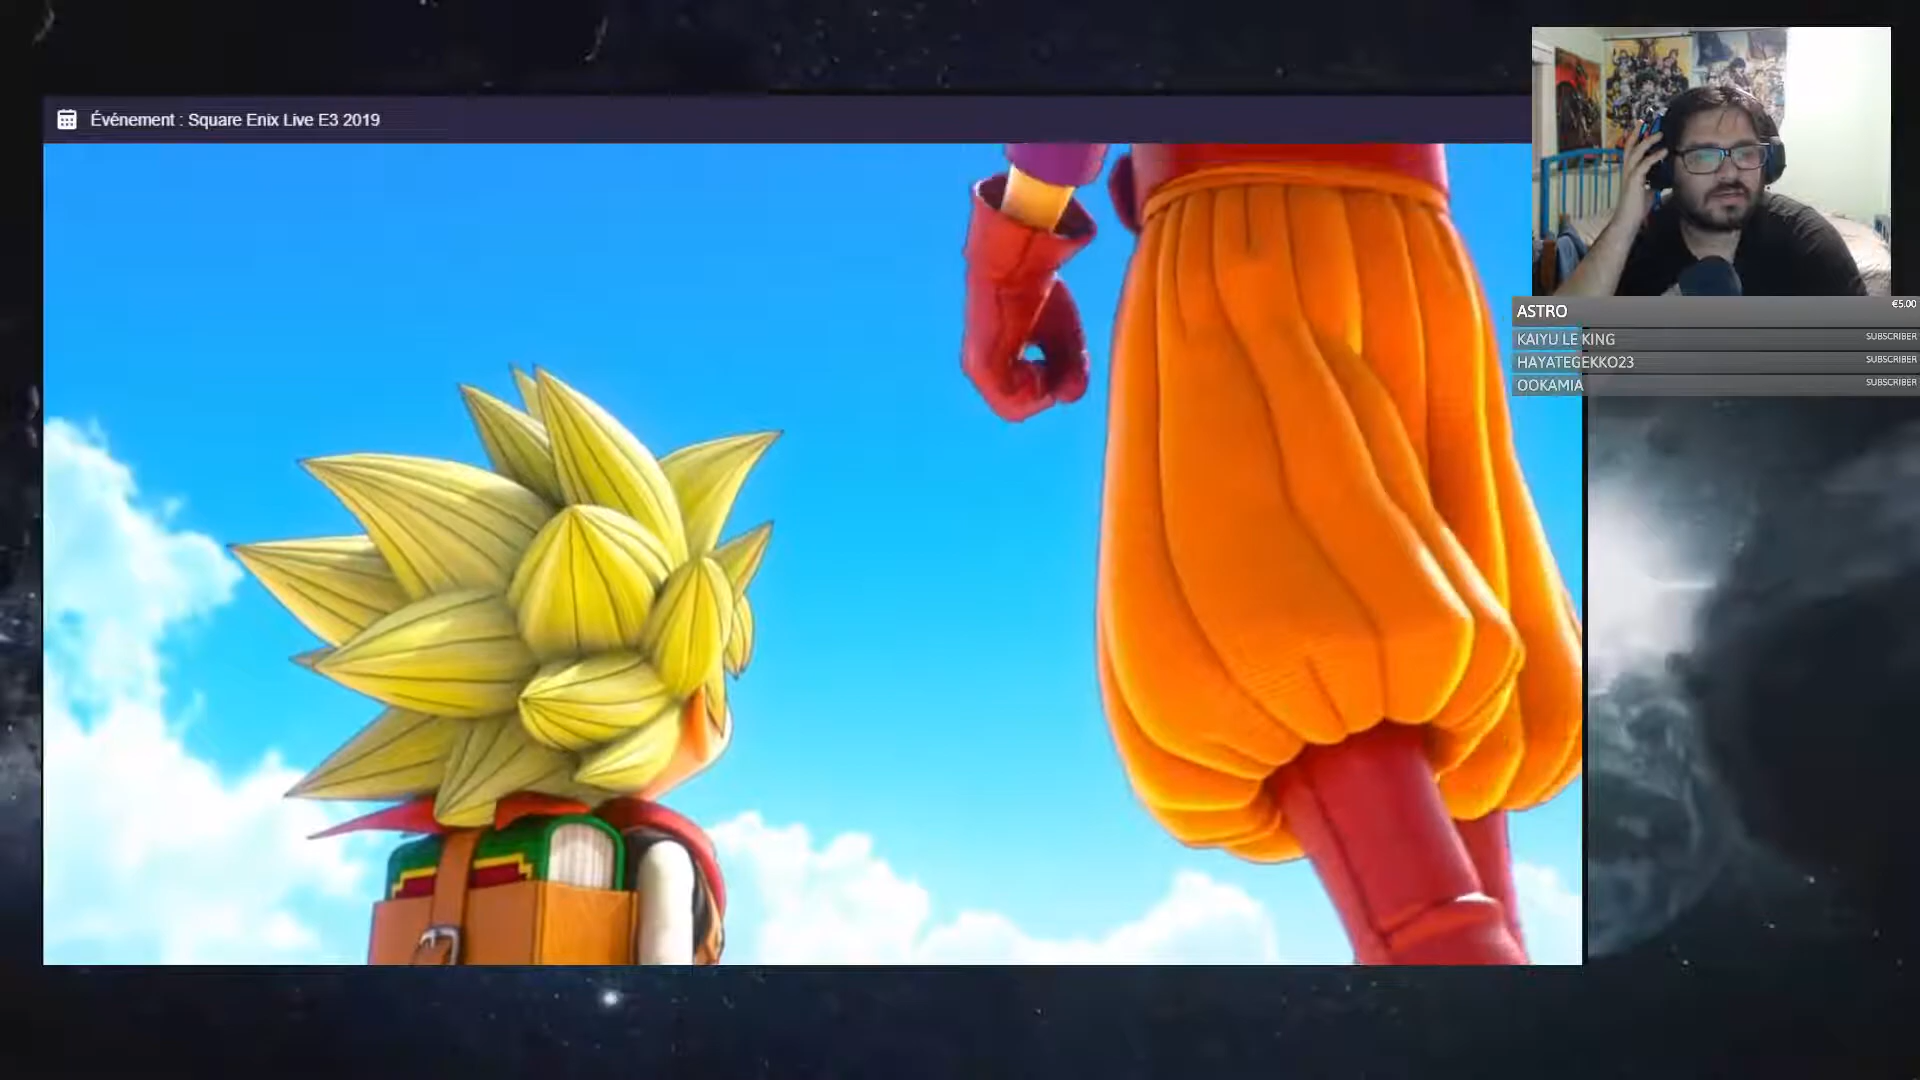 Événement : Square Enix Live E3 2019
ASTRO €5.00
KAIYU LE KING SUBSCRIBER
HAYATEGEKKO23 SUBSCRIBER
OOKAMIA SUBSCRIBER